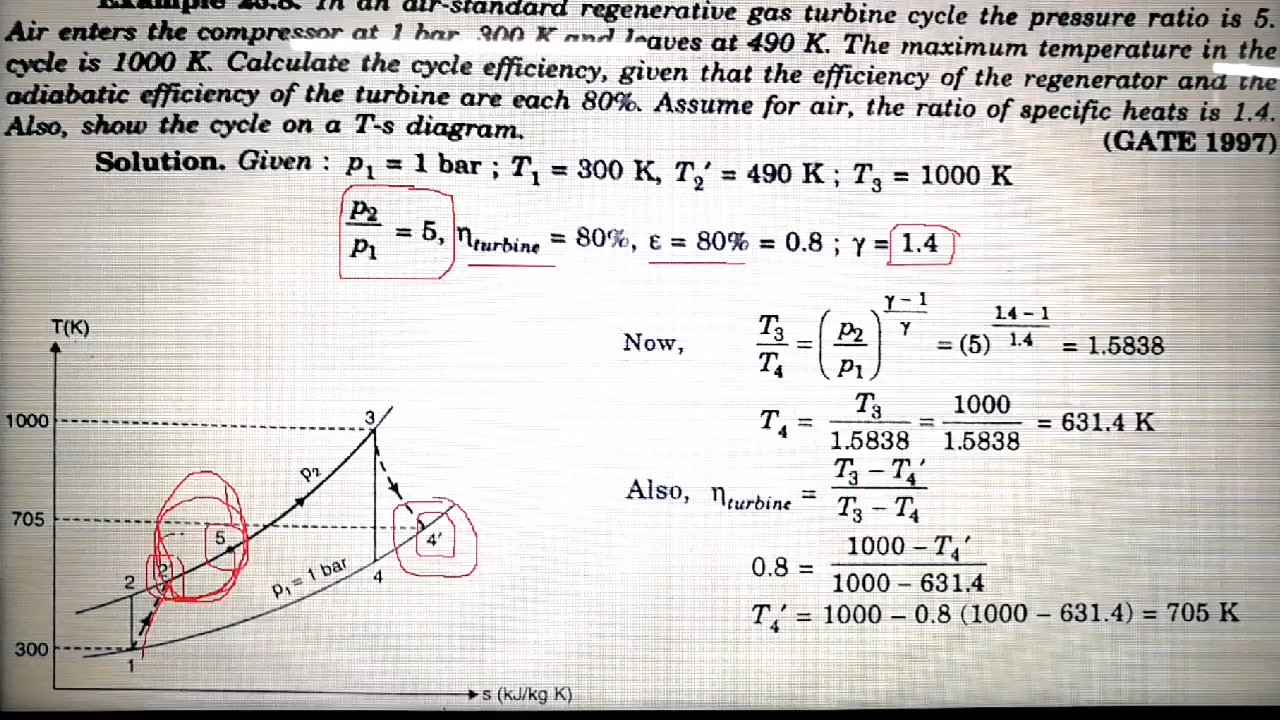 Example 20.8. In an air-standard regenerative gas turbine cycle the pressure ratio is 5.
Air enters the compressor at 1 bar, 300 K and leaves at 490 K. The maximum temperature in the
cycle is 1000 K. Calculate the cycle efficiency, given that the efficiency of the regenerator and the
adiabatic efficiency of the turbine are each 80%. Assume for air, the ratio of specific heats is 1.4.
Also, show the cycle on a T-s diagram.
(GATE 1997)
Solution. Given : p₁ = 1 bar ; T₁ = 300 K, T₂′ = 490 K ; T₃ = 1000 K
p₂/p₁ = 5, η_turbine = 80%, ε = 80% = 0.8 ; γ = 1.4
Now, T₃/T₄ = (p₂/p₁)^((γ – 1)/γ) = (5)^((1.4 – 1)/1.4) = 1.5838
T₄ = T₃/1.5838 = 1000/1.5838 = 631.4 K
Also, η_turbine = (T₃ – T₄′)/(T₃ – T₄)
0.8 = (1000 – T₄′)/(1000 – 631.4)
T₄′ = 1000 – 0.8 (1000 – 631.4) = 705 K
T(K)
1000
3
p₂
705
5
4′
2
2′
p₁ = 1 bar
4
300
1
s (kJ/kg K)